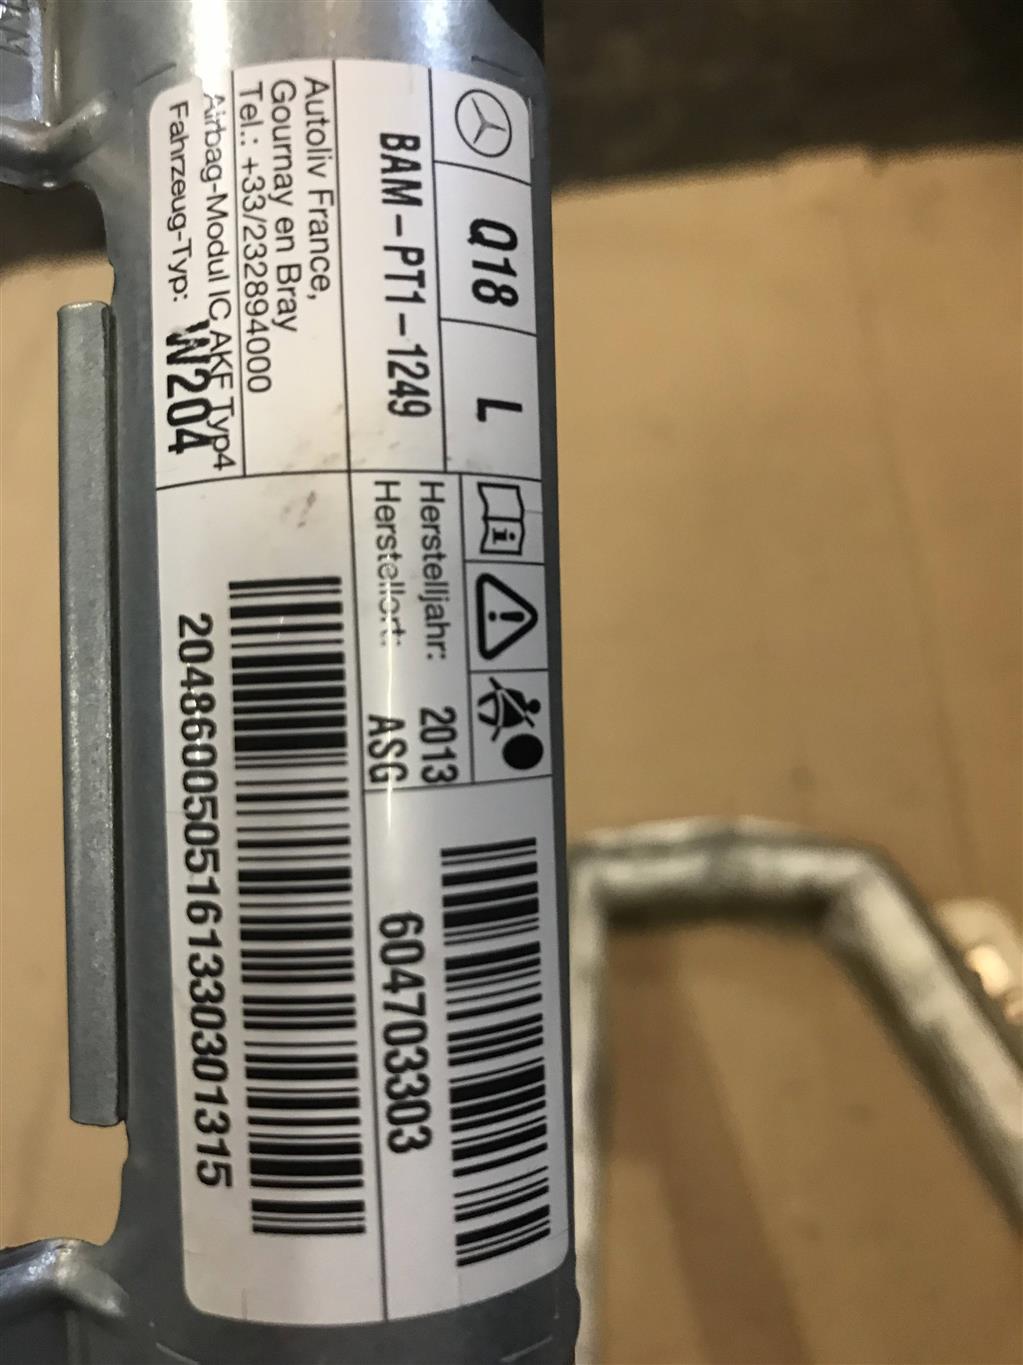 Q18 L
BAM-PT1-1249
Autoliv France,
Gournay en Bray
Tel.: +33/232894000
Airbag-Modul IC AKF Typ4
Fahrzeug-Typ: W204
i
Herstelljahr: 2013
Herstellort: ASG
604703303
2048600505161330301315